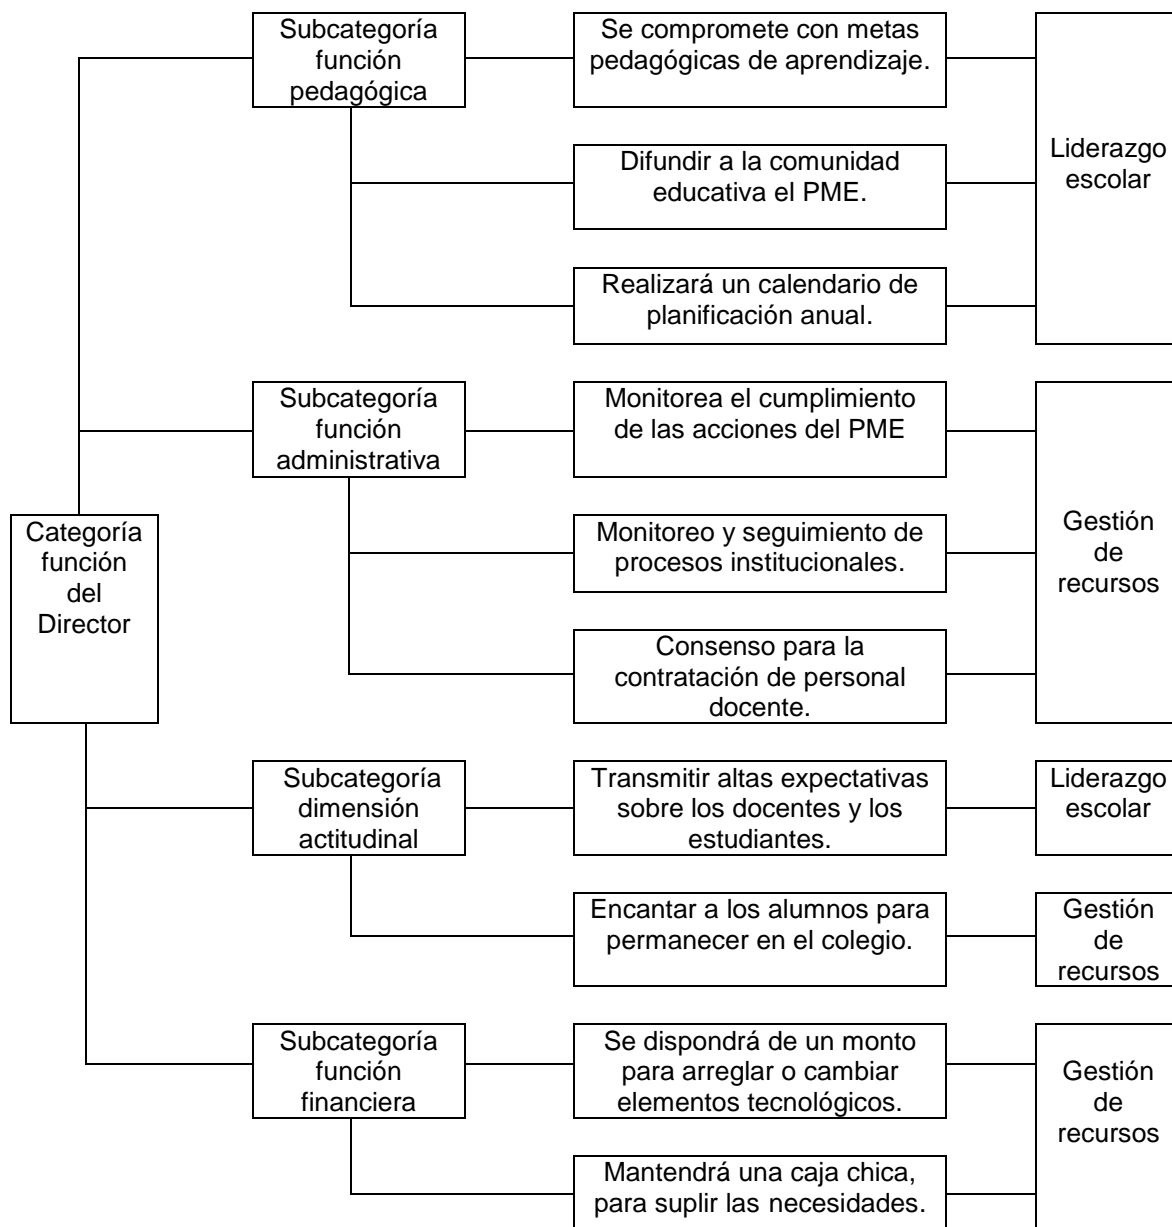 Subcategoría
función
pedagógica
Se compromete con metas
pedagógicas de aprendizaje.
Difundir a la comunidad
educativa el PME.
Realizará un calendario de
planificación anual.
Liderazgo
escolar
Subcategoría
función
administrativa
Monitorea el cumplimiento
de las acciones del PME
Monitoreo y seguimiento de
procesos institucionales.
Consenso para la
contratación de personal
docente.
Gestión
de
recursos
Categoría
función
del
Director
Subcategoría
dimensión
actitudinal
Transmitir altas expectativas
sobre los docentes y los
estudiantes.
Liderazgo
escolar
Encantar a los alumnos para
permanecer en el colegio.
Gestión
de
recursos
Subcategoría
función
financiera
Se dispondrá de un monto
para arreglar o cambiar
elementos tecnológicos.
Mantendrá una caja chica,
para suplir las necesidades.
Gestión
de
recursos